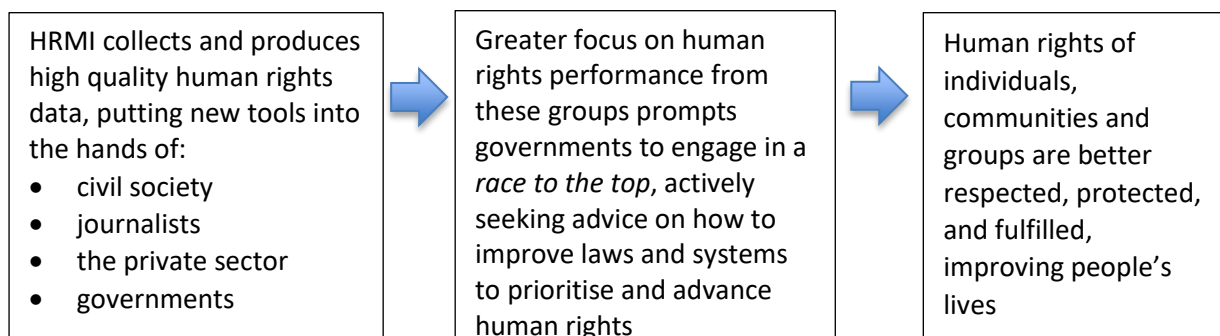 HRMI collects and produces
high quality human rights
data, putting new tools into
the hands of:
• civil society
• journalists
• the private sector
• governments
Greater focus on human
rights performance from
these groups prompts
governments to engage in a
race to the top, actively
seeking advice on how to
improve laws and systems
to prioritise and advance
human rights
Human rights of
individuals,
communities and
groups are better
respected, protected,
and fulfilled,
improving people’s
lives